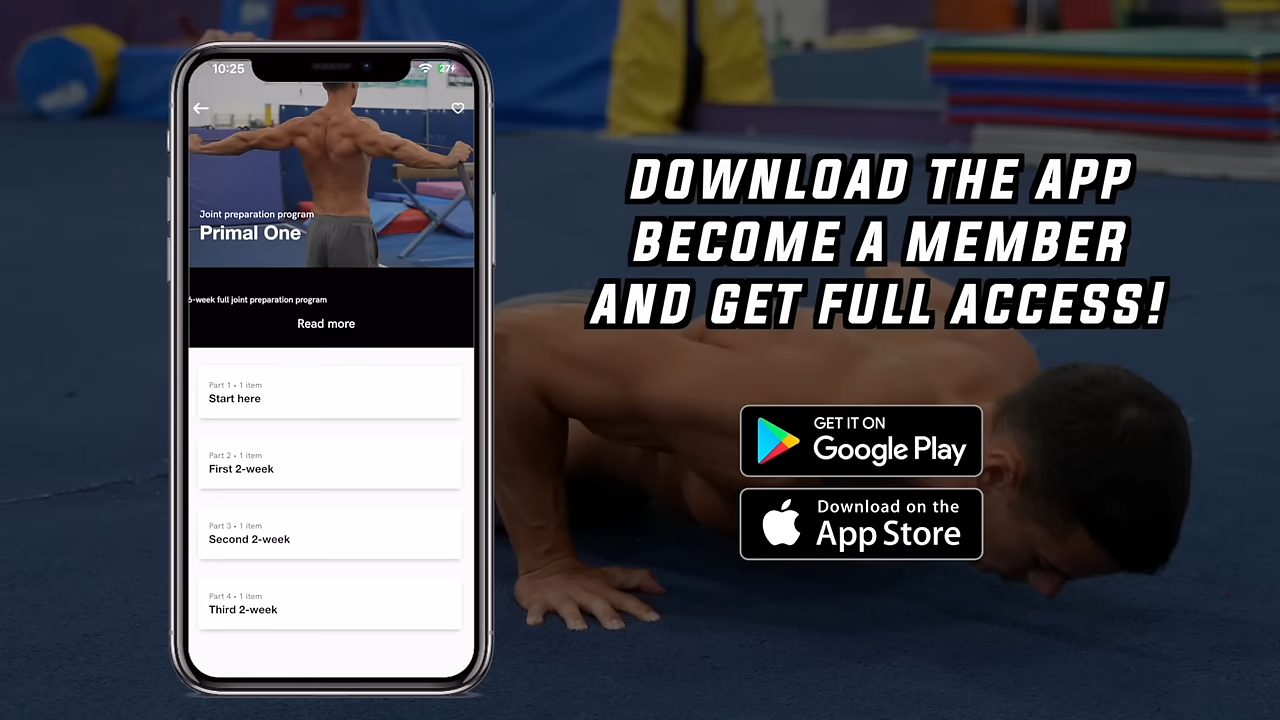 10:25
27
Joint preparation program
Primal One
6-week full joint preparation program
Read more
Part 1 • 1 item
Start here
Part 2 • 1 item
First 2-week
Part 3 • 1 item
Second 2-week
Part 4 • 1 item
Third 2-week
DOWNLOAD THE APP
BECOME A MEMBER
AND GET FULL ACCESS!
GET IT ON
Google Play
Download on the
App Store